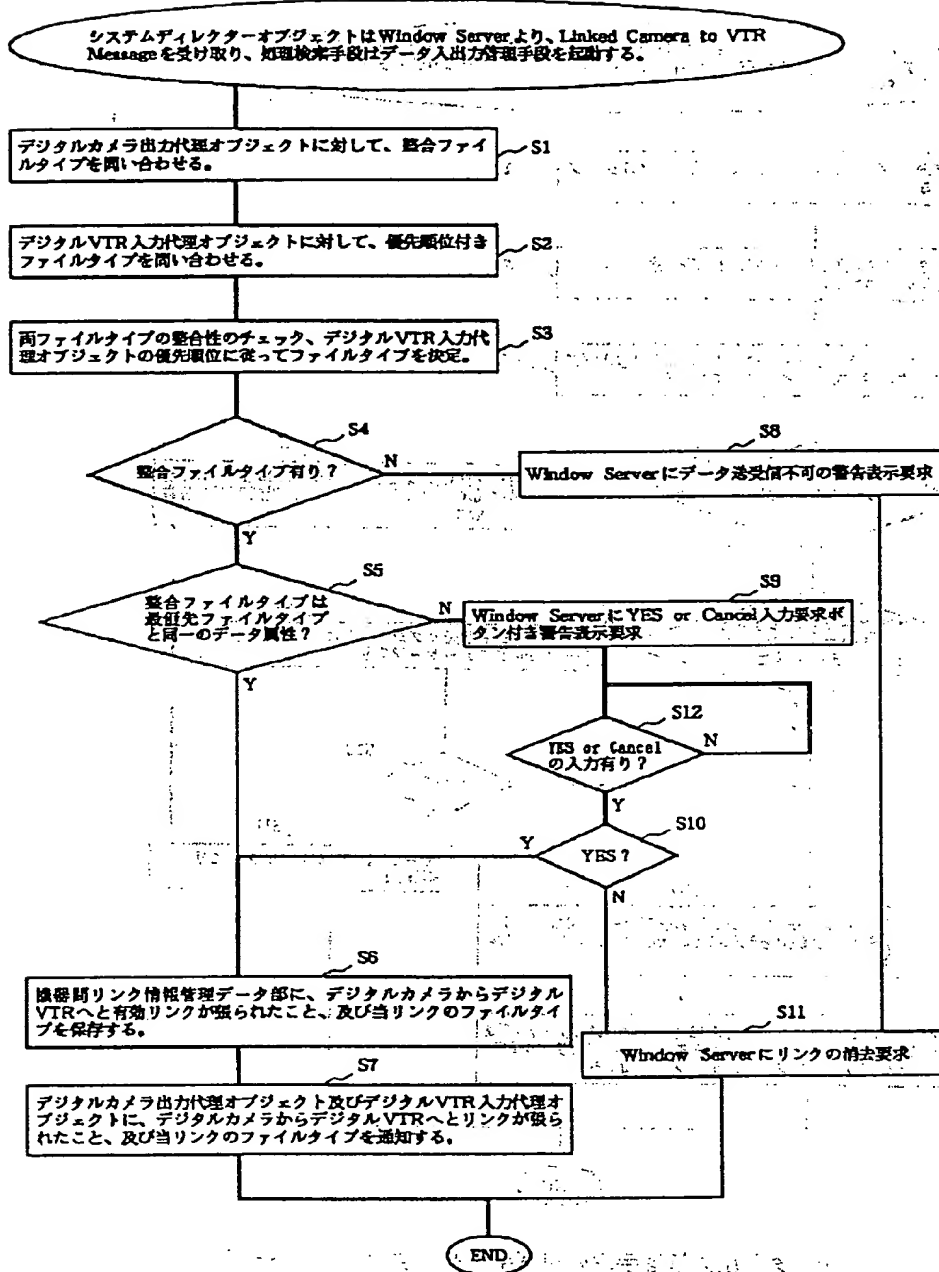 システムディレクターオブジェクトはWindow Serverより、Linked Camera to VTR
Messageを受け取り、処理検索手段はデータ入出力管理手段を起動する。
デジタルカメラ出力代理オブジェクトに対して、整合ファイ
ルタイプを問い合わせる。
S1
デジタルVTR入力代理オブジェクトに対して、優先順位付き
ファイルタイプを問い合わせる。
S2
両ファイルタイプの整合性のチェック、デジタルVTR入力代
理オブジェクトの優先順位に従ってファイルタイプを決定。
S3
S4
整合ファイルタイプ有り?
N
Y
S8
Window Serverにデータ送受信不可の警告表示要求
S5
整合ファイルタイプは
最優先ファイルタイプ
と同一のデータ属性?
N
Y
S9
Window ServerにYES or Cancel入力要求ボ
タン付き警告表示要求
S12
YES or Cancel
の入力有り?
N
Y
S10
YES?
Y
N
S6
機器間リンク情報管理データ部に、デジタルカメラからデジタル
VTRへと有効リンクが張られたこと、及び当リンクのファイルタイ
プを保存する。
S11
Window Serverにリンクの消去要求
S7
デジタルカメラ出力代理オブジェクト及びデジタルVTR入力代理オ
ブジェクトに、デジタルカメラからデジタルVTRへとリンクが張ら
れたこと、及び当リンクのファイルタイプを通知する。
END